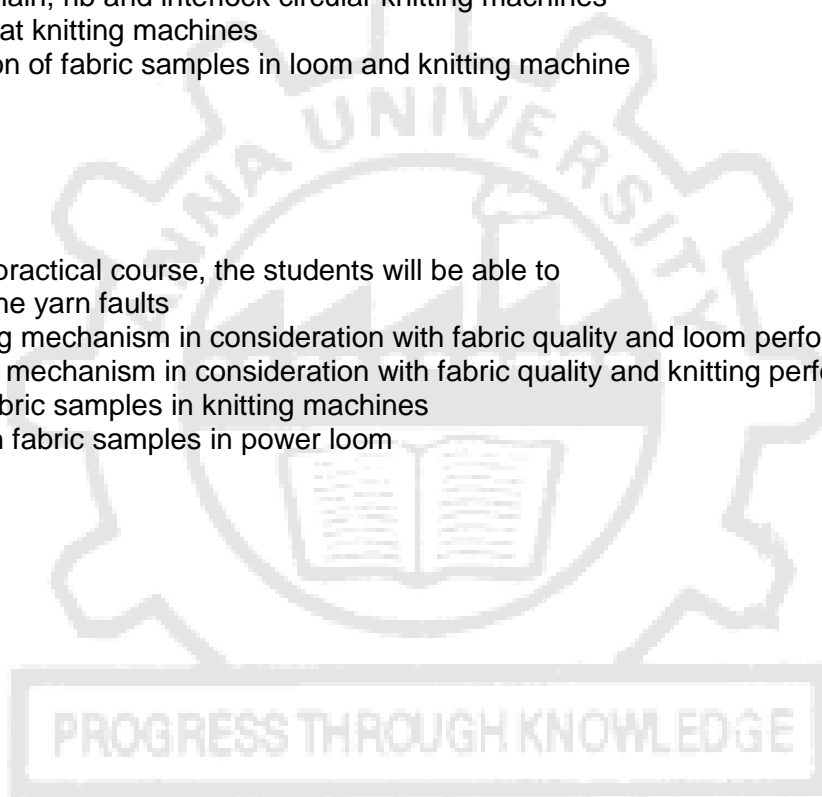 rib and interlock circular knitting machines
at knitting machines
on of fabric samples in loom and knitting machine
ANNA UNIVERSITY
practical course, the students will be able to
ne yarn faults
g mechanism in consideration with fabric quality and loom perfo
mechanism in consideration with fabric quality and knitting perf
bric samples in knitting machines
fabric samples in power loom
PROGRESS THROUGH KNOWLEDGE